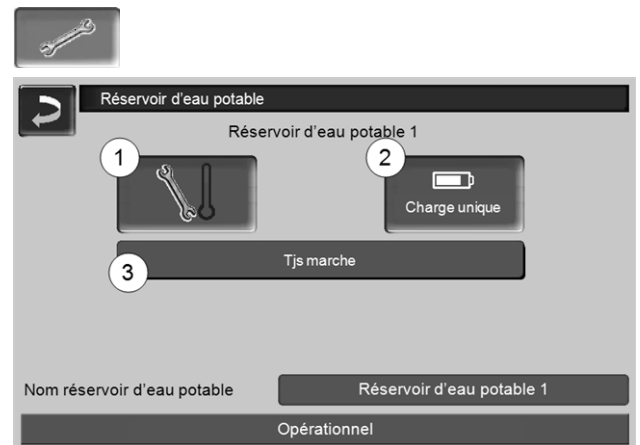 Réservoir d'eau potable
Réservoir d'eau potable 1
1
2
Charge unique
3
Tjs marche
Nom réservoir d'eau potable
Réservoir d'eau potable 1
Opérationnel